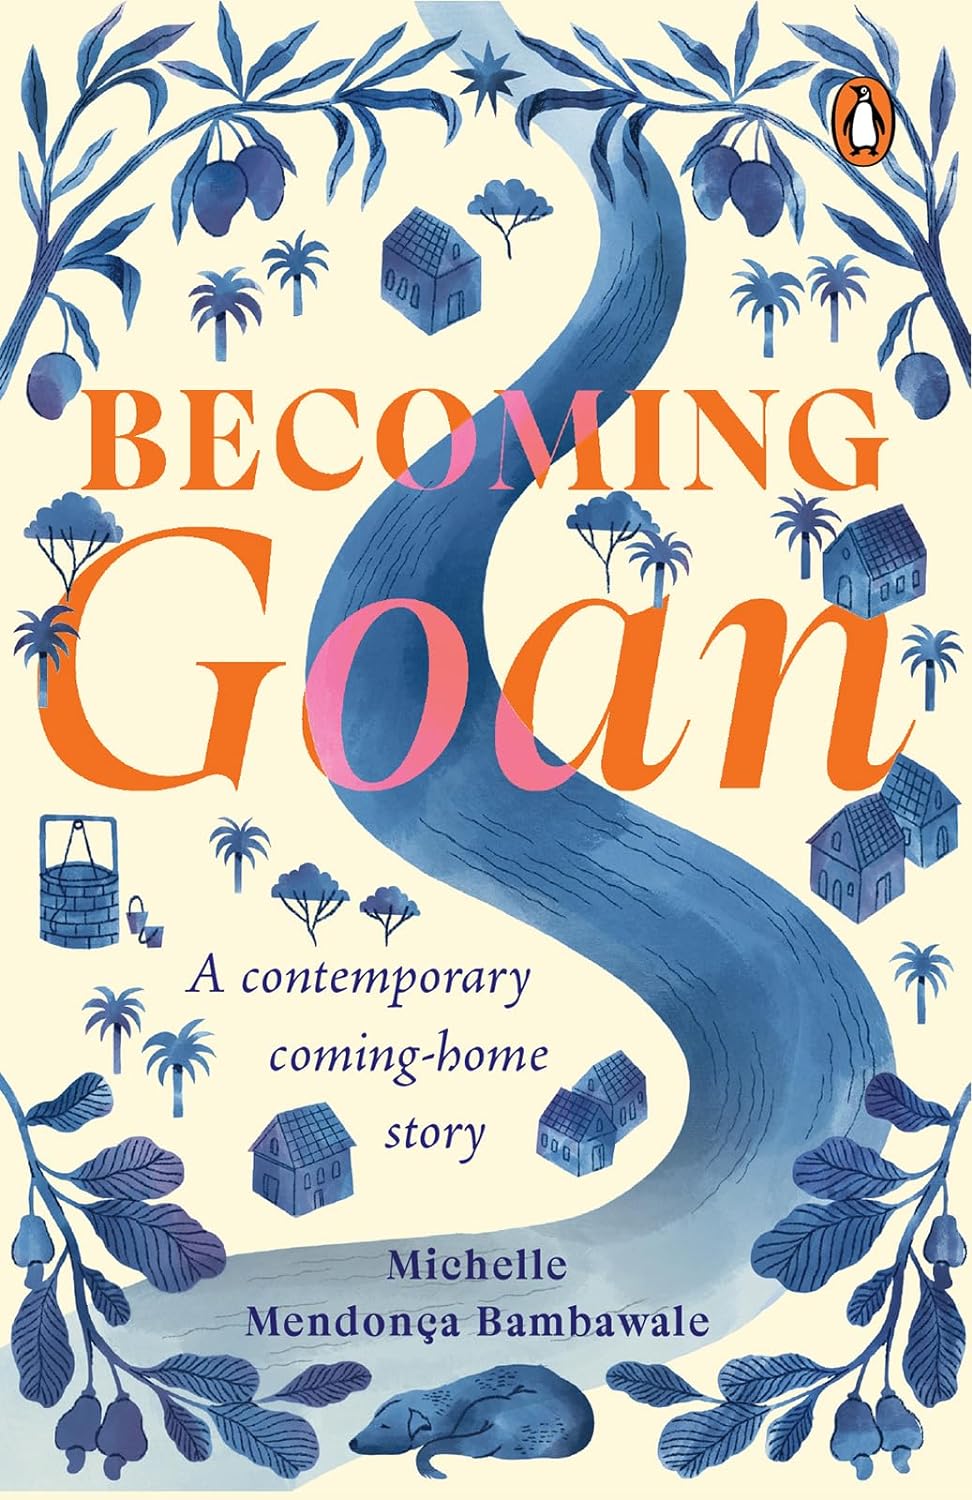 BECOMING
Goan
A contemporary
coming-home
story
Michelle
Mendonça Bambawale